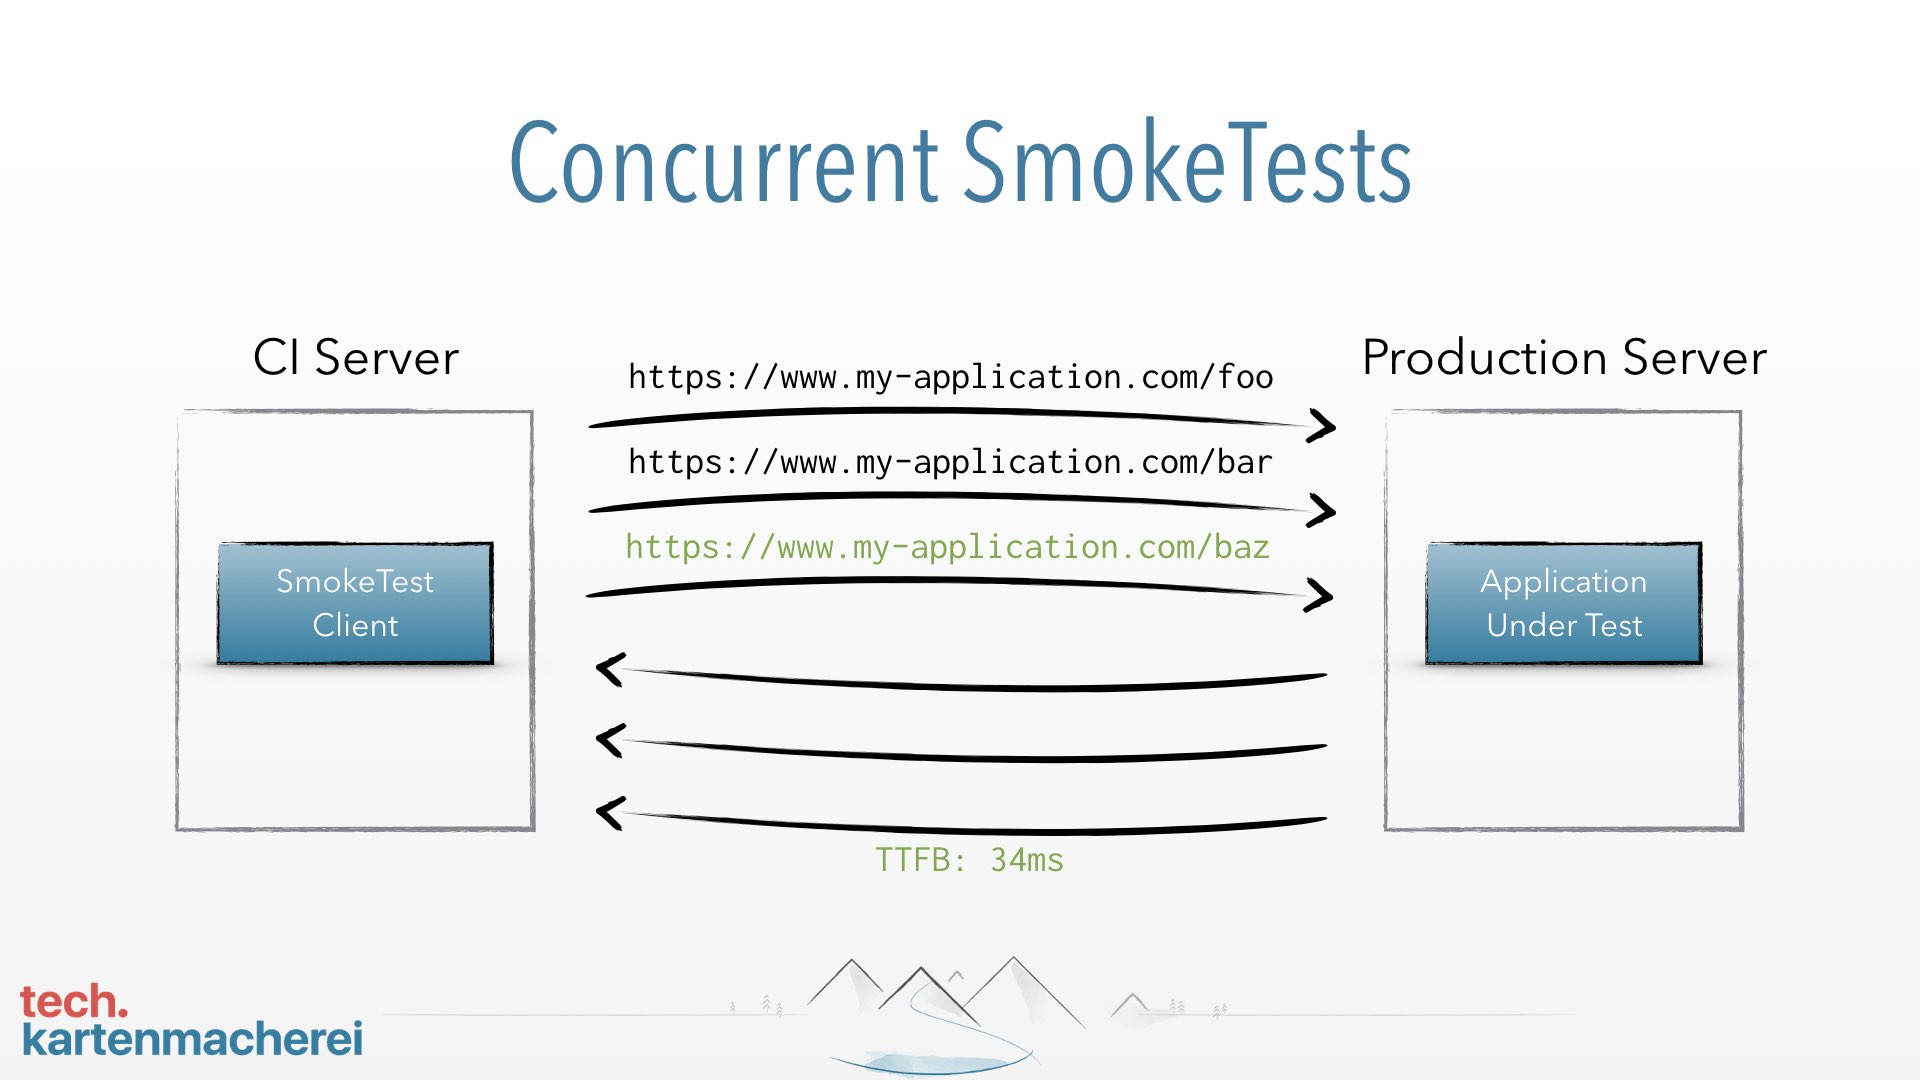 Concurrent SmokeTests
CI Server
Production Server
https://www.my-application.com/foo
https://www.my-application.com/bar
https://www.my-application.com/baz
SmokeTest
Client
Application
Under Test
TTFB: 34ms
tech.
kartenmacherei